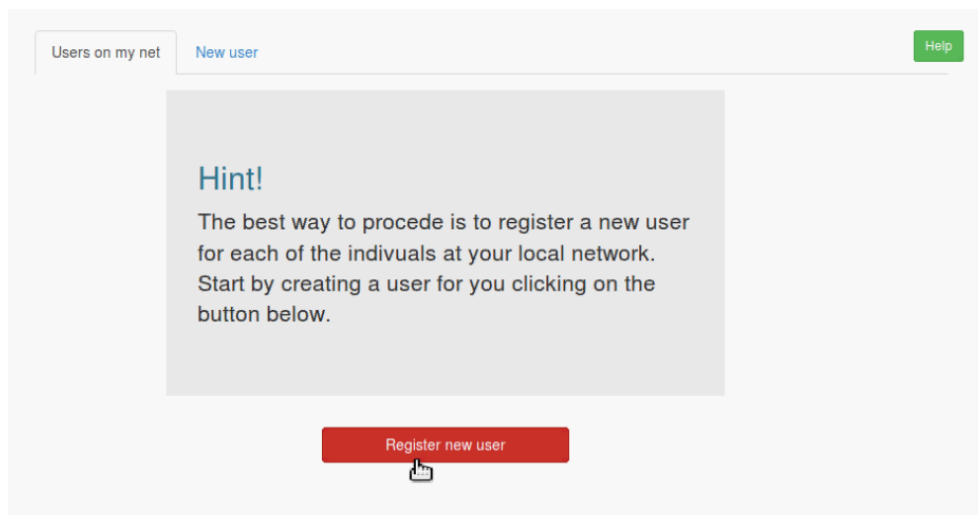 Users on my net
New user
Help
Hint!
The best way to procede is to register a new user
for each of the indivuals at your local network.
Start by creating a user for you clicking on the
button below.
Register new user